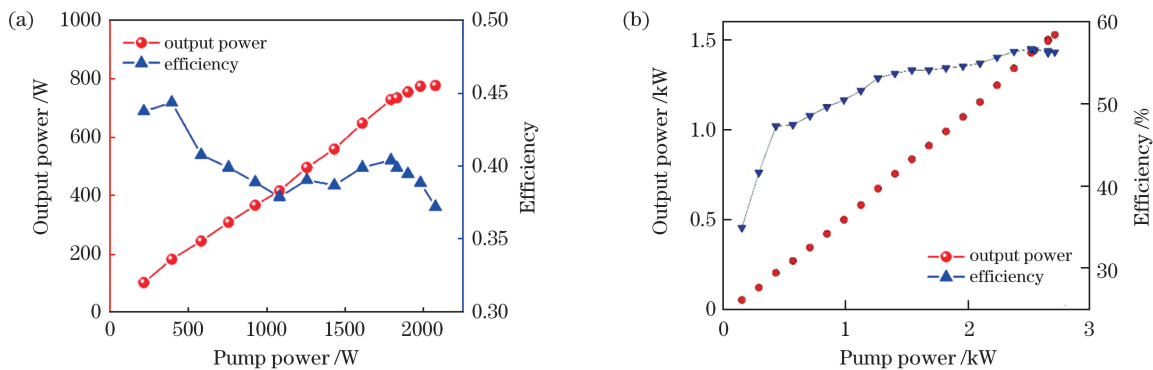 (a)
1000
800
600
400
200
0
Output power /W
output power
efficiency
0.50
0.45
0.40
0.35
0.30
Efficiency
0
500
1000
1500
2000
Pump power /W
(b)
1.5
1.0
0.5
0
Output power /kW
60
50
40
30
Efficiency /%
output power
efficiency
0
1
2
3
Pump power /kW